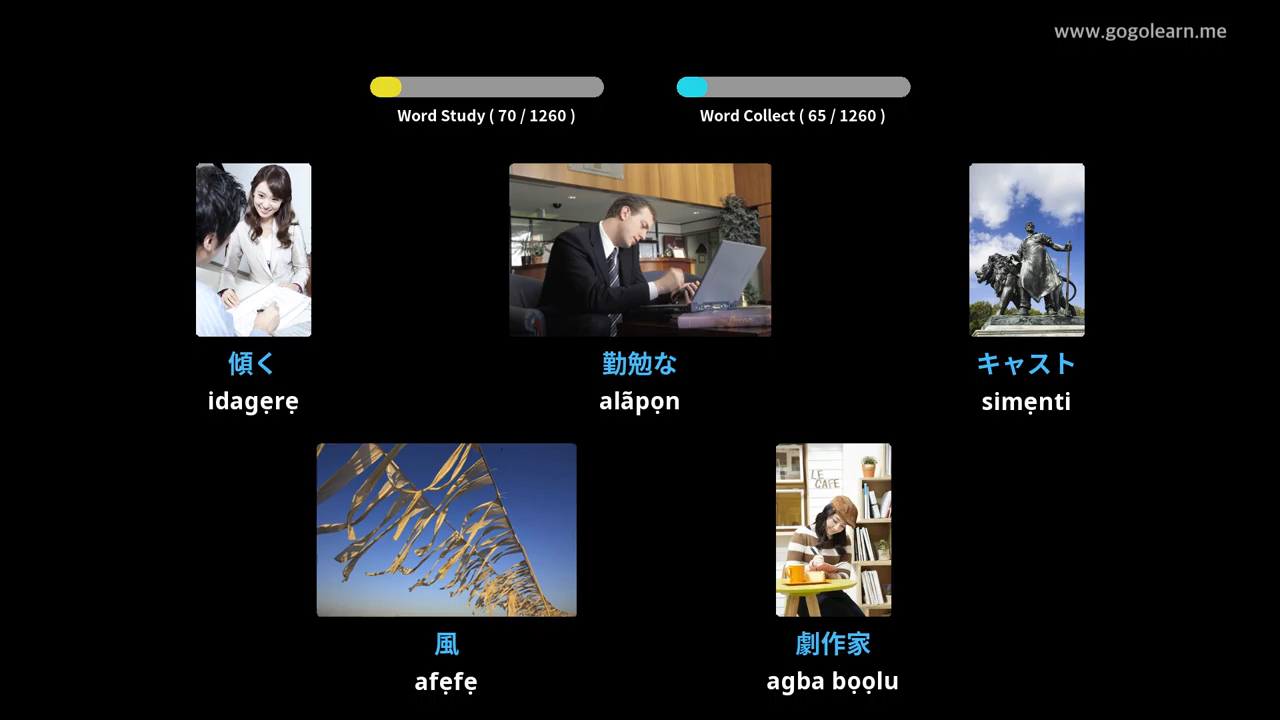 www.gogolearn.me
Word Study ( 70 / 1260 )
Word Collect ( 65 / 1260 )
傾く
idagẹrẹ
勤勉な
alãpọn
キャスト
simẹnti
LE
CAFE
風
afẹfẹ
劇作家
agba bọọlu